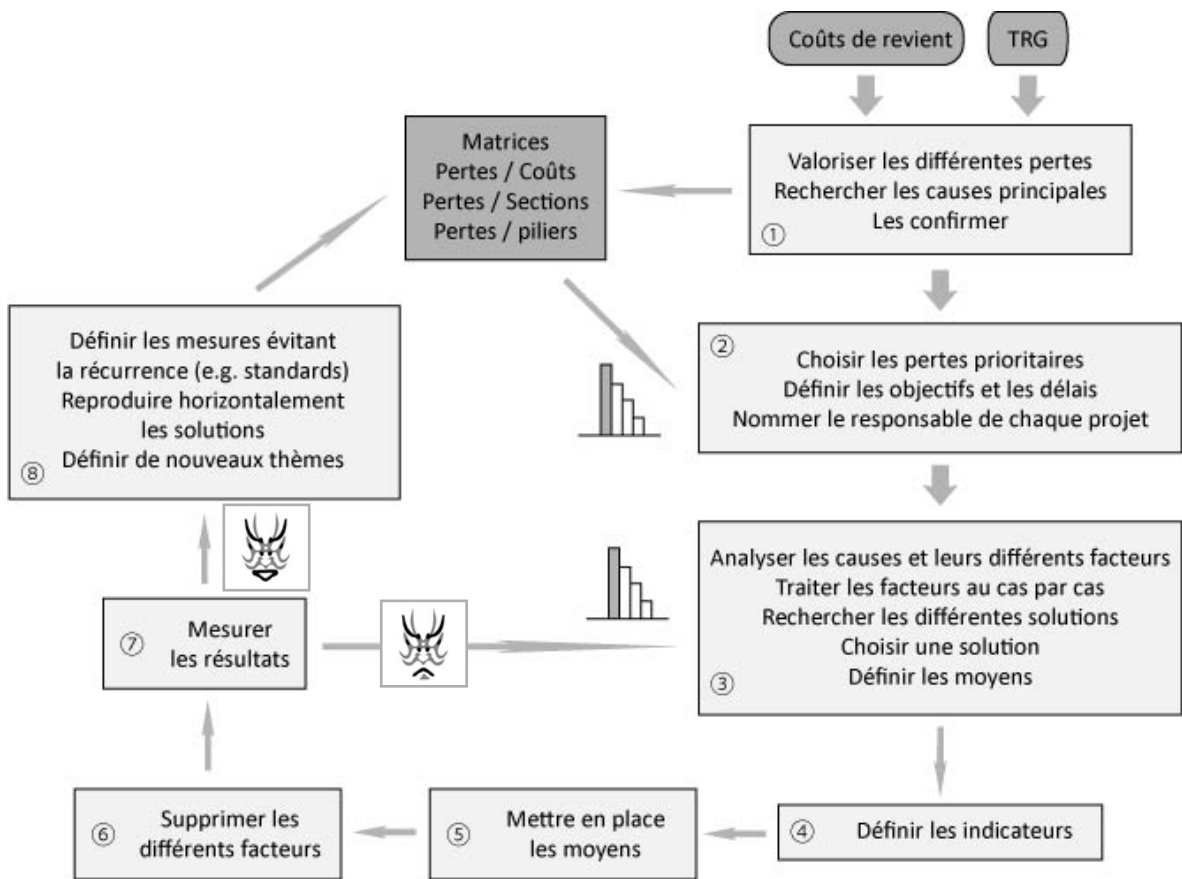 Coûts de revient
TRG
Matrices
Pertes / Coûts
Pertes / Sections
Pertes / piliers
Valoriser les différentes pertes
Rechercher les causes principales
Les confirmer
①
②
Choisir les pertes prioritaires
Définir les objectifs et les délais
Nommer le responsable de chaque projet
Définir les mesures évitant
la récurrence (e.g. standards)
Reproduire horizontalement
les solutions
Définir de nouveaux thèmes
⑧
Analyser les causes et leurs différents facteurs
Traiter les facteurs au cas par cas
Rechercher les différentes solutions
Choisir une solution
Définir les moyens
③
⑦
Mesurer
les résultats
⑥
Supprimer les
différents facteurs
⑤
Mettre en place
les moyens
④
Définir les indicateurs